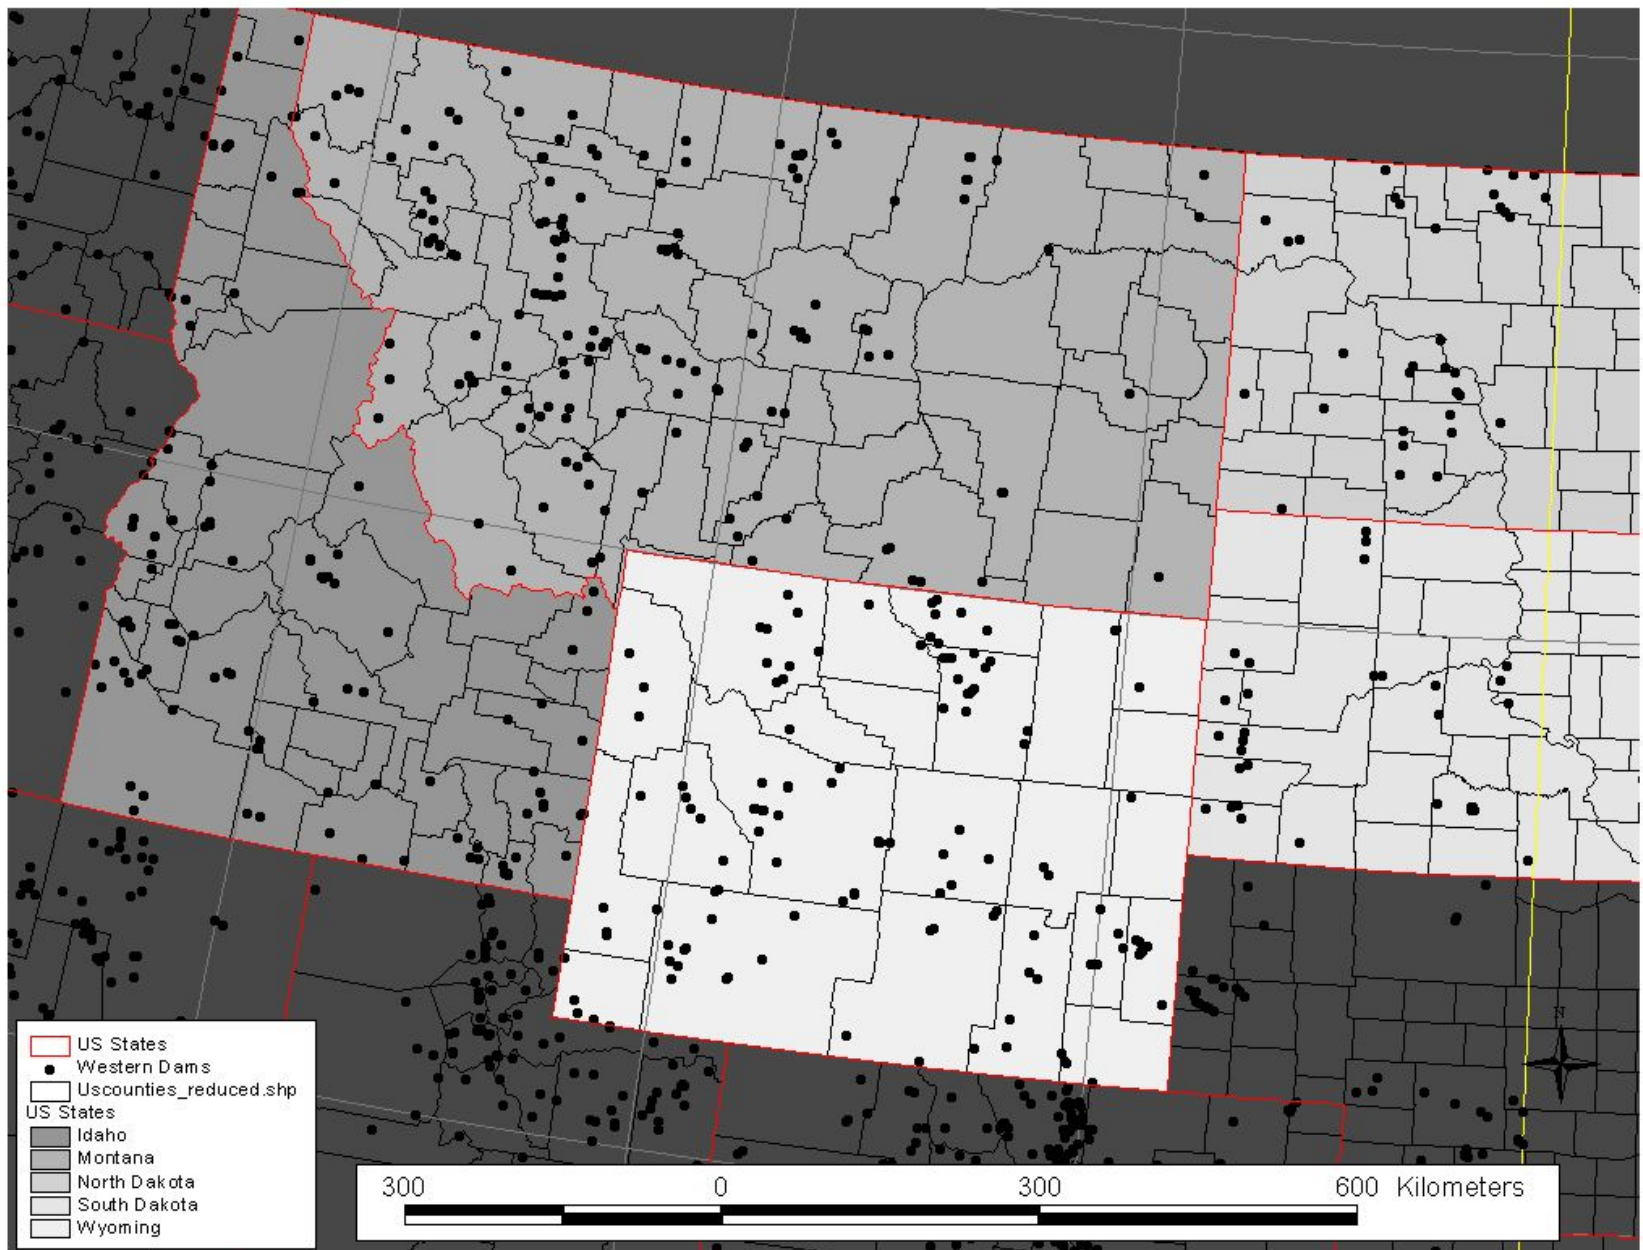 N
US States
Western Dams
Uscounties_reduced.shp
US States
Idaho
Montana
North Dakota
South Dakota
Wyoming
300 0 300 600 Kilometers